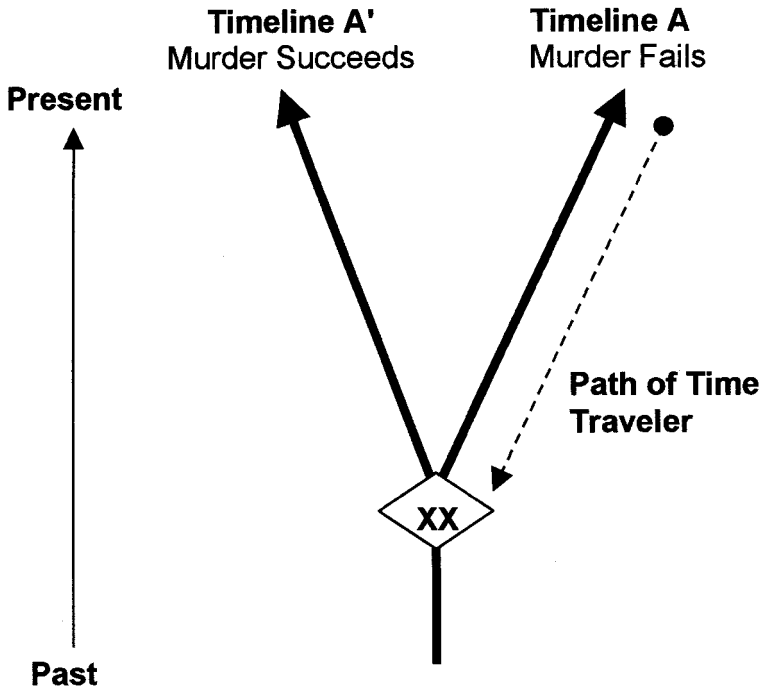 Timeline A'
Murder Succeeds
Timeline A
Murder Fails
Present
Path of Time
Traveler
XX
Past